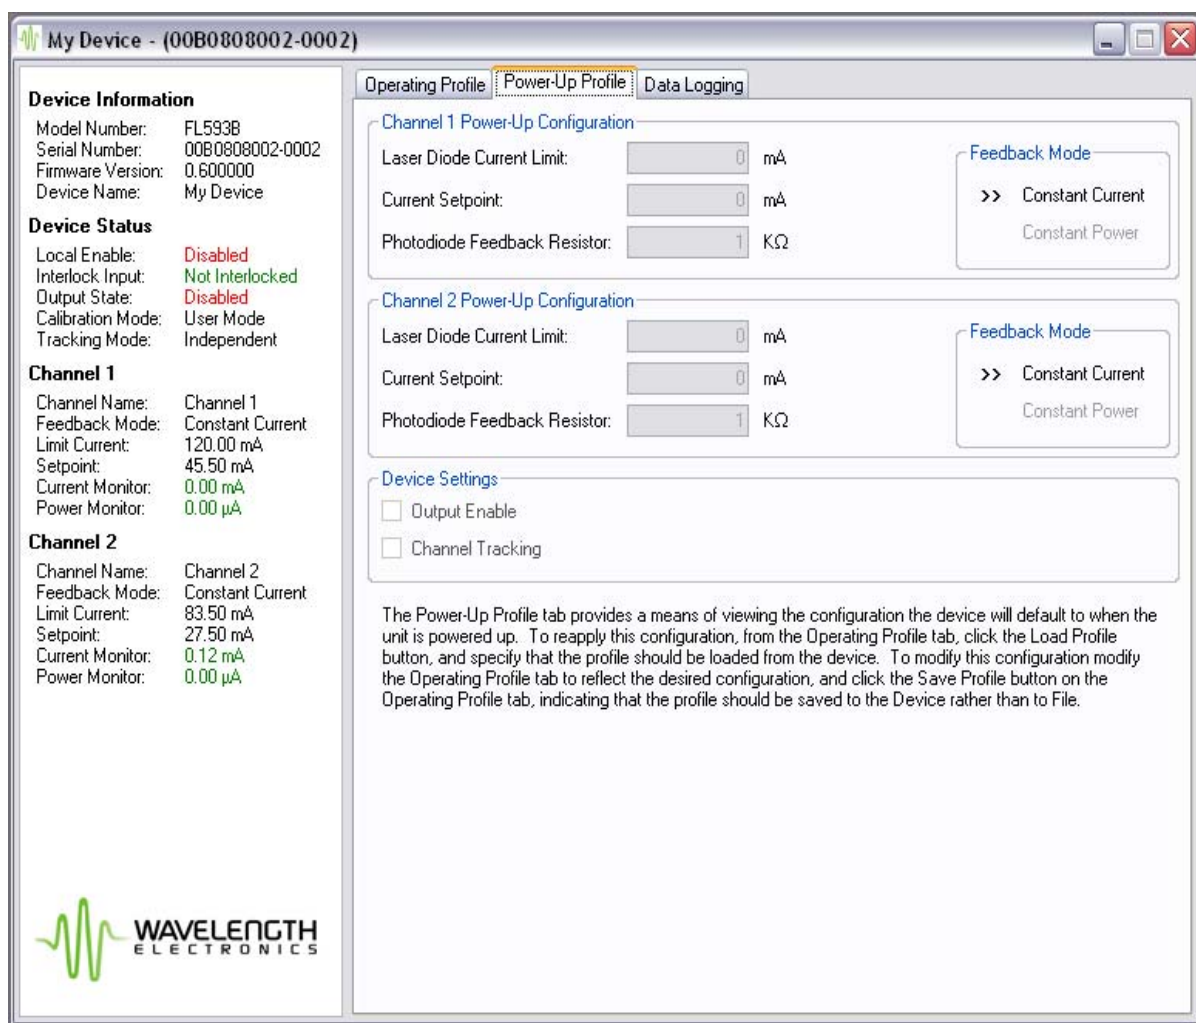 My Device - (00B0808002-0002)
Device Information
Model Number: FL593B
Serial Number: 00B0808002-0002
Firmware Version: 0.600000
Device Name: My Device
Device Status
Local Enable: Disabled
Interlock Input: Not Interlocked
Output State: Disabled
Calibration Mode: User Mode
Tracking Mode: Independent
Channel 1
Channel Name: Channel 1
Feedback Mode: Constant Current
Limit Current: 120.00 mA
Setpoint: 45.50 mA
Current Monitor: 0.00 mA
Power Monitor: 0.00 µA
Channel 2
Channel Name: Channel 2
Feedback Mode: Constant Current
Limit Current: 83.50 mA
Setpoint: 27.50 mA
Current Monitor: 0.12 mA
Power Monitor: 0.00 µA
WAVELENGTH
ELECTRONICS
Operating Profile Power-Up Profile Data Logging
Channel 1 Power-Up Configuration
Laser Diode Current Limit: 0 mA
Current Setpoint: 0 mA
Photodiode Feedback Resistor: 1 KΩ
Feedback Mode
>> Constant Current
Constant Power
Channel 2 Power-Up Configuration
Laser Diode Current Limit: 0 mA
Current Setpoint: 0 mA
Photodiode Feedback Resistor: 1 KΩ
Feedback Mode
>> Constant Current
Constant Power
Device Settings
Output Enable
Channel Tracking
The Power-Up Profile tab provides a means of viewing the configuration the device will default to when the
unit is powered up. To reapply this configuration, from the Operating Profile tab, click the Load Profile
button, and specify that the profile should be loaded from the device. To modify this configuration modify
the Operating Profile tab to reflect the desired configuration, and click the Save Profile button on the
Operating Profile tab, indicating that the profile should be saved to the Device rather than to File.